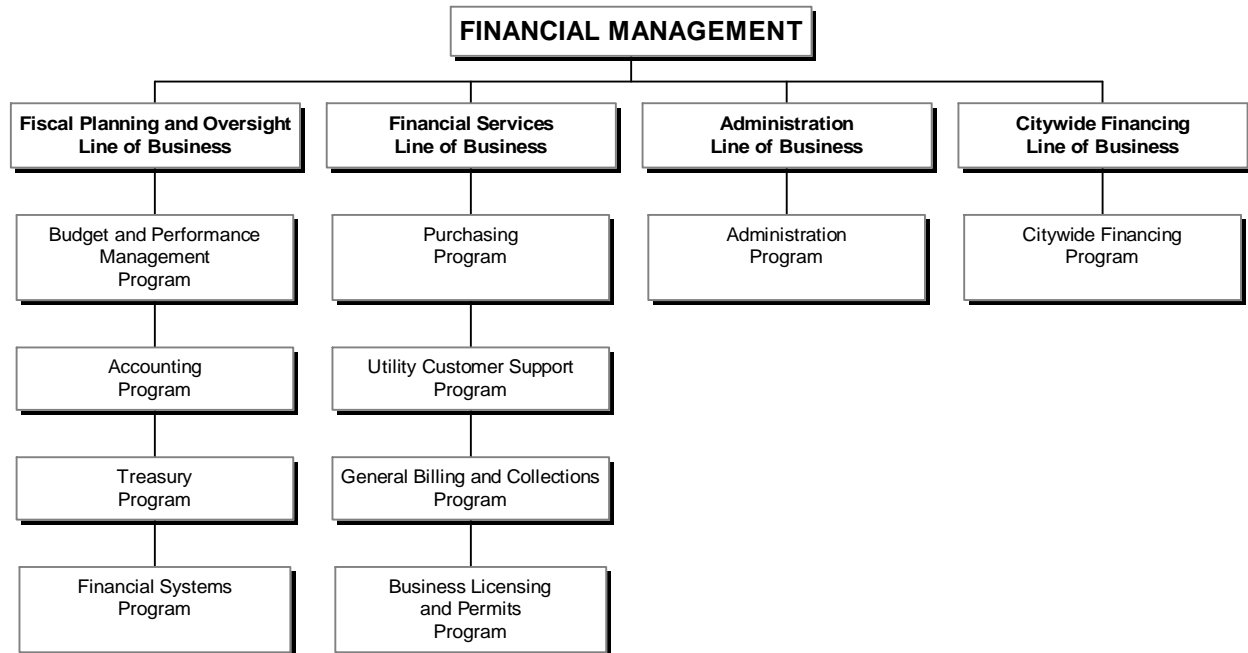 FINANCIAL MANAGEMENT
Fiscal Planning and Oversight
Line of Business
Budget and Performance
Management
Program
Accounting
Program
Treasury
Program
Financial Systems
Program
Financial Services
Line of Business
Purchasing
Program
Utility Customer Support
Program
General Billing and Collections
Program
Business Licensing
and Permits
Program
Administration
Line of Business
Administration
Program
Citywide Financing
Line of Business
Citywide Financing
Program